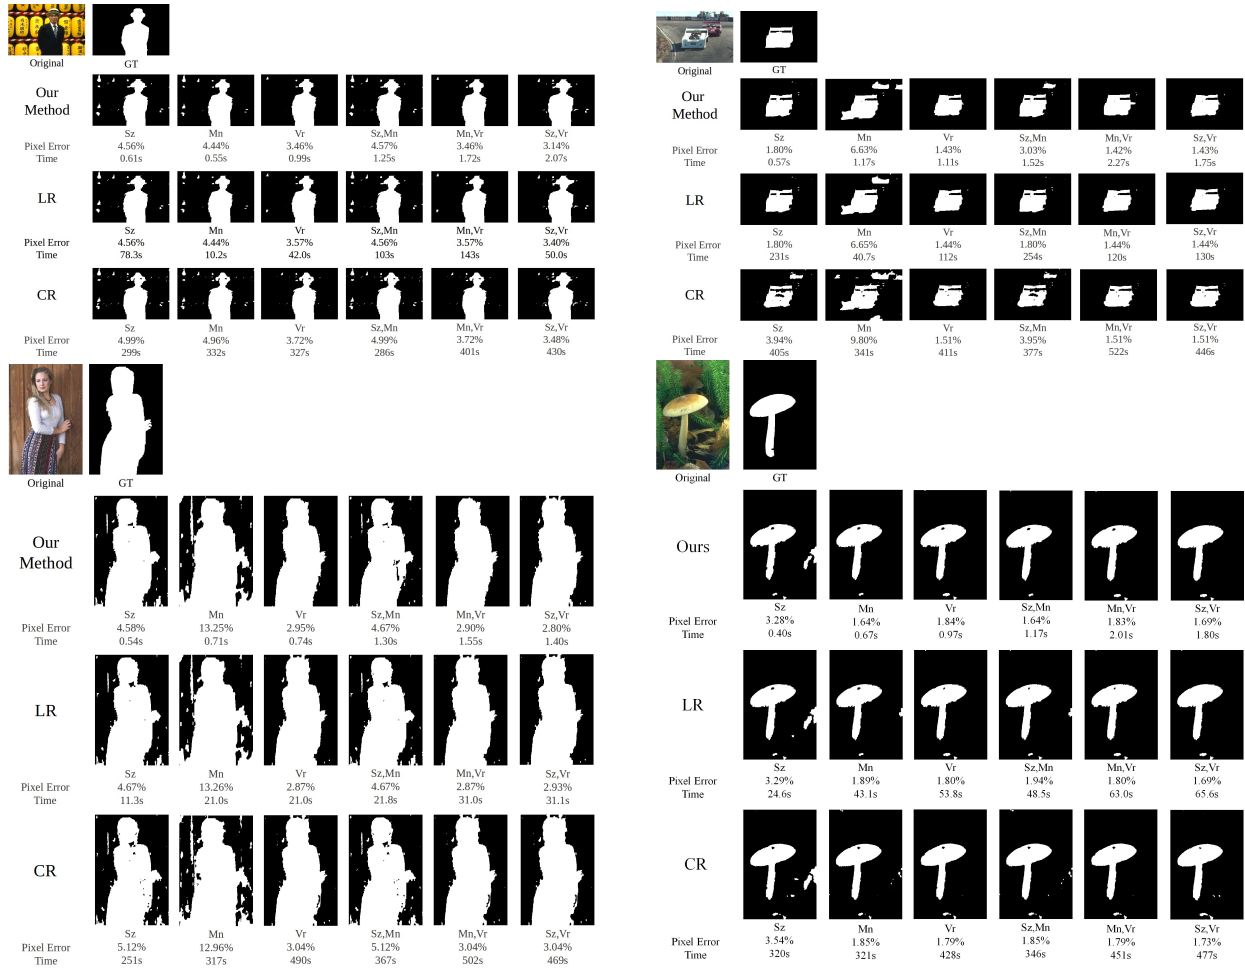 Original GT
Our
Method
Sz Mn Vr Sz,Mn Mn,Vr Sz,Vr
Pixel Error 4.56% 4.44% 3.46% 4.57% 3.46% 3.14%
Time 0.61s 0.55s 0.99s 1.25s 1.72s 2.07s
LR
Sz Mn Vr Sz,Mn Mn,Vr Sz,Vr
Pixel Error 4.56% 4.44% 3.57% 4.56% 3.57% 3.40%
Time 78.3s 10.2s 42.0s 103s 143s 50.0s
CR
Sz Mn Vr Sz,Mn Mn,Vr Sz,Vr
Pixel Error 4.99% 4.96% 3.72% 4.99% 3.72% 3.48%
Time 299s 332s 327s 286s 401s 430s
Original GT
Our
Method
Sz Mn Vr Sz,Mn Mn,Vr Sz,Vr
Pixel Error 1.80% 6.63% 1.43% 3.03% 1.42% 1.43%
Time 0.57s 1.17s 1.11s 1.52s 2.27s 1.75s
LR
Sz Mn Vr Sz,Mn Mn,Vr Sz,Vr
Pixel Error 1.80% 6.65% 1.44% 1.80% 1.44% 1.44%
Time 231s 40.7s 112s 254s 120s 130s
CR
Sz Mn Vr Sz,Mn Mn,Vr Sz,Vr
Pixel Error 3.94% 9.80% 1.51% 3.95% 1.51% 1.51%
Time 405s 341s 411s 377s 522s 446s
Original GT
Our
Method
Sz Mn Vr Sz,Mn Mn,Vr Sz,Vr
Pixel Error 4.58% 13.25% 2.95% 4.67% 2.90% 2.80%
Time 0.54s 0.71s 0.74s 1.30s 1.55s 1.40s
LR
Sz Mn Vr Sz,Mn Mn,Vr Sz,Vr
Pixel Error 4.67% 13.26% 2.87% 4.67% 2.87% 2.93%
Time 11.3s 21.0s 21.0s 21.8s 31.0s 31.1s
CR
Sz Mn Vr Sz,Mn Mn,Vr Sz,Vr
Pixel Error 5.12% 12.96% 3.04% 5.12% 3.04% 3.04%
Time 251s 317s 490s 367s 502s 469s
Original GT
Ours
Sz Mn Vr Sz,Mn Mn,Vr Sz,Vr
Pixel Error 3.28% 1.64% 1.84% 1.64% 1.83% 1.69%
Time 0.40s 0.67s 0.97s 1.17s 2.01s 1.80s
LR
Sz Mn Vr Sz,Mn Mn,Vr Sz,Vr
Pixel Error 3.29% 1.89% 1.80% 1.94% 1.80% 1.69%
Time 24.6s 43.1s 53.8s 48.5s 63.0s 65.6s
CR
Sz Mn Vr Sz,Mn Mn,Vr Sz,Vr
Pixel Error 3.54% 1.85% 1.79% 1.85% 1.79% 1.73%
Time 320s 321s 428s 346s 451s 477s